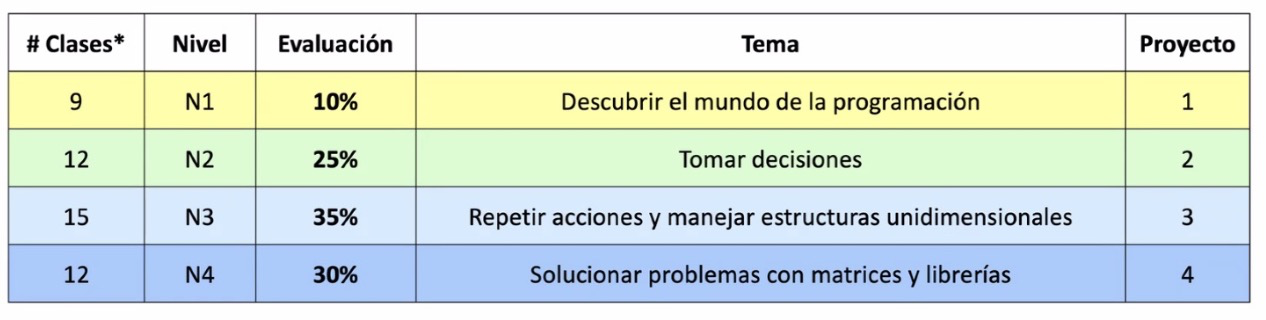 # Clases* Nivel Evaluación Tema Proyecto
9 N1 10% Descubrir el mundo de la programación 1
12 N2 25% Tomar decisiones 2
15 N3 35% Repetir acciones y manejar estructuras unidimensionales 3
12 N4 30% Solucionar problemas con matrices y librerías 4